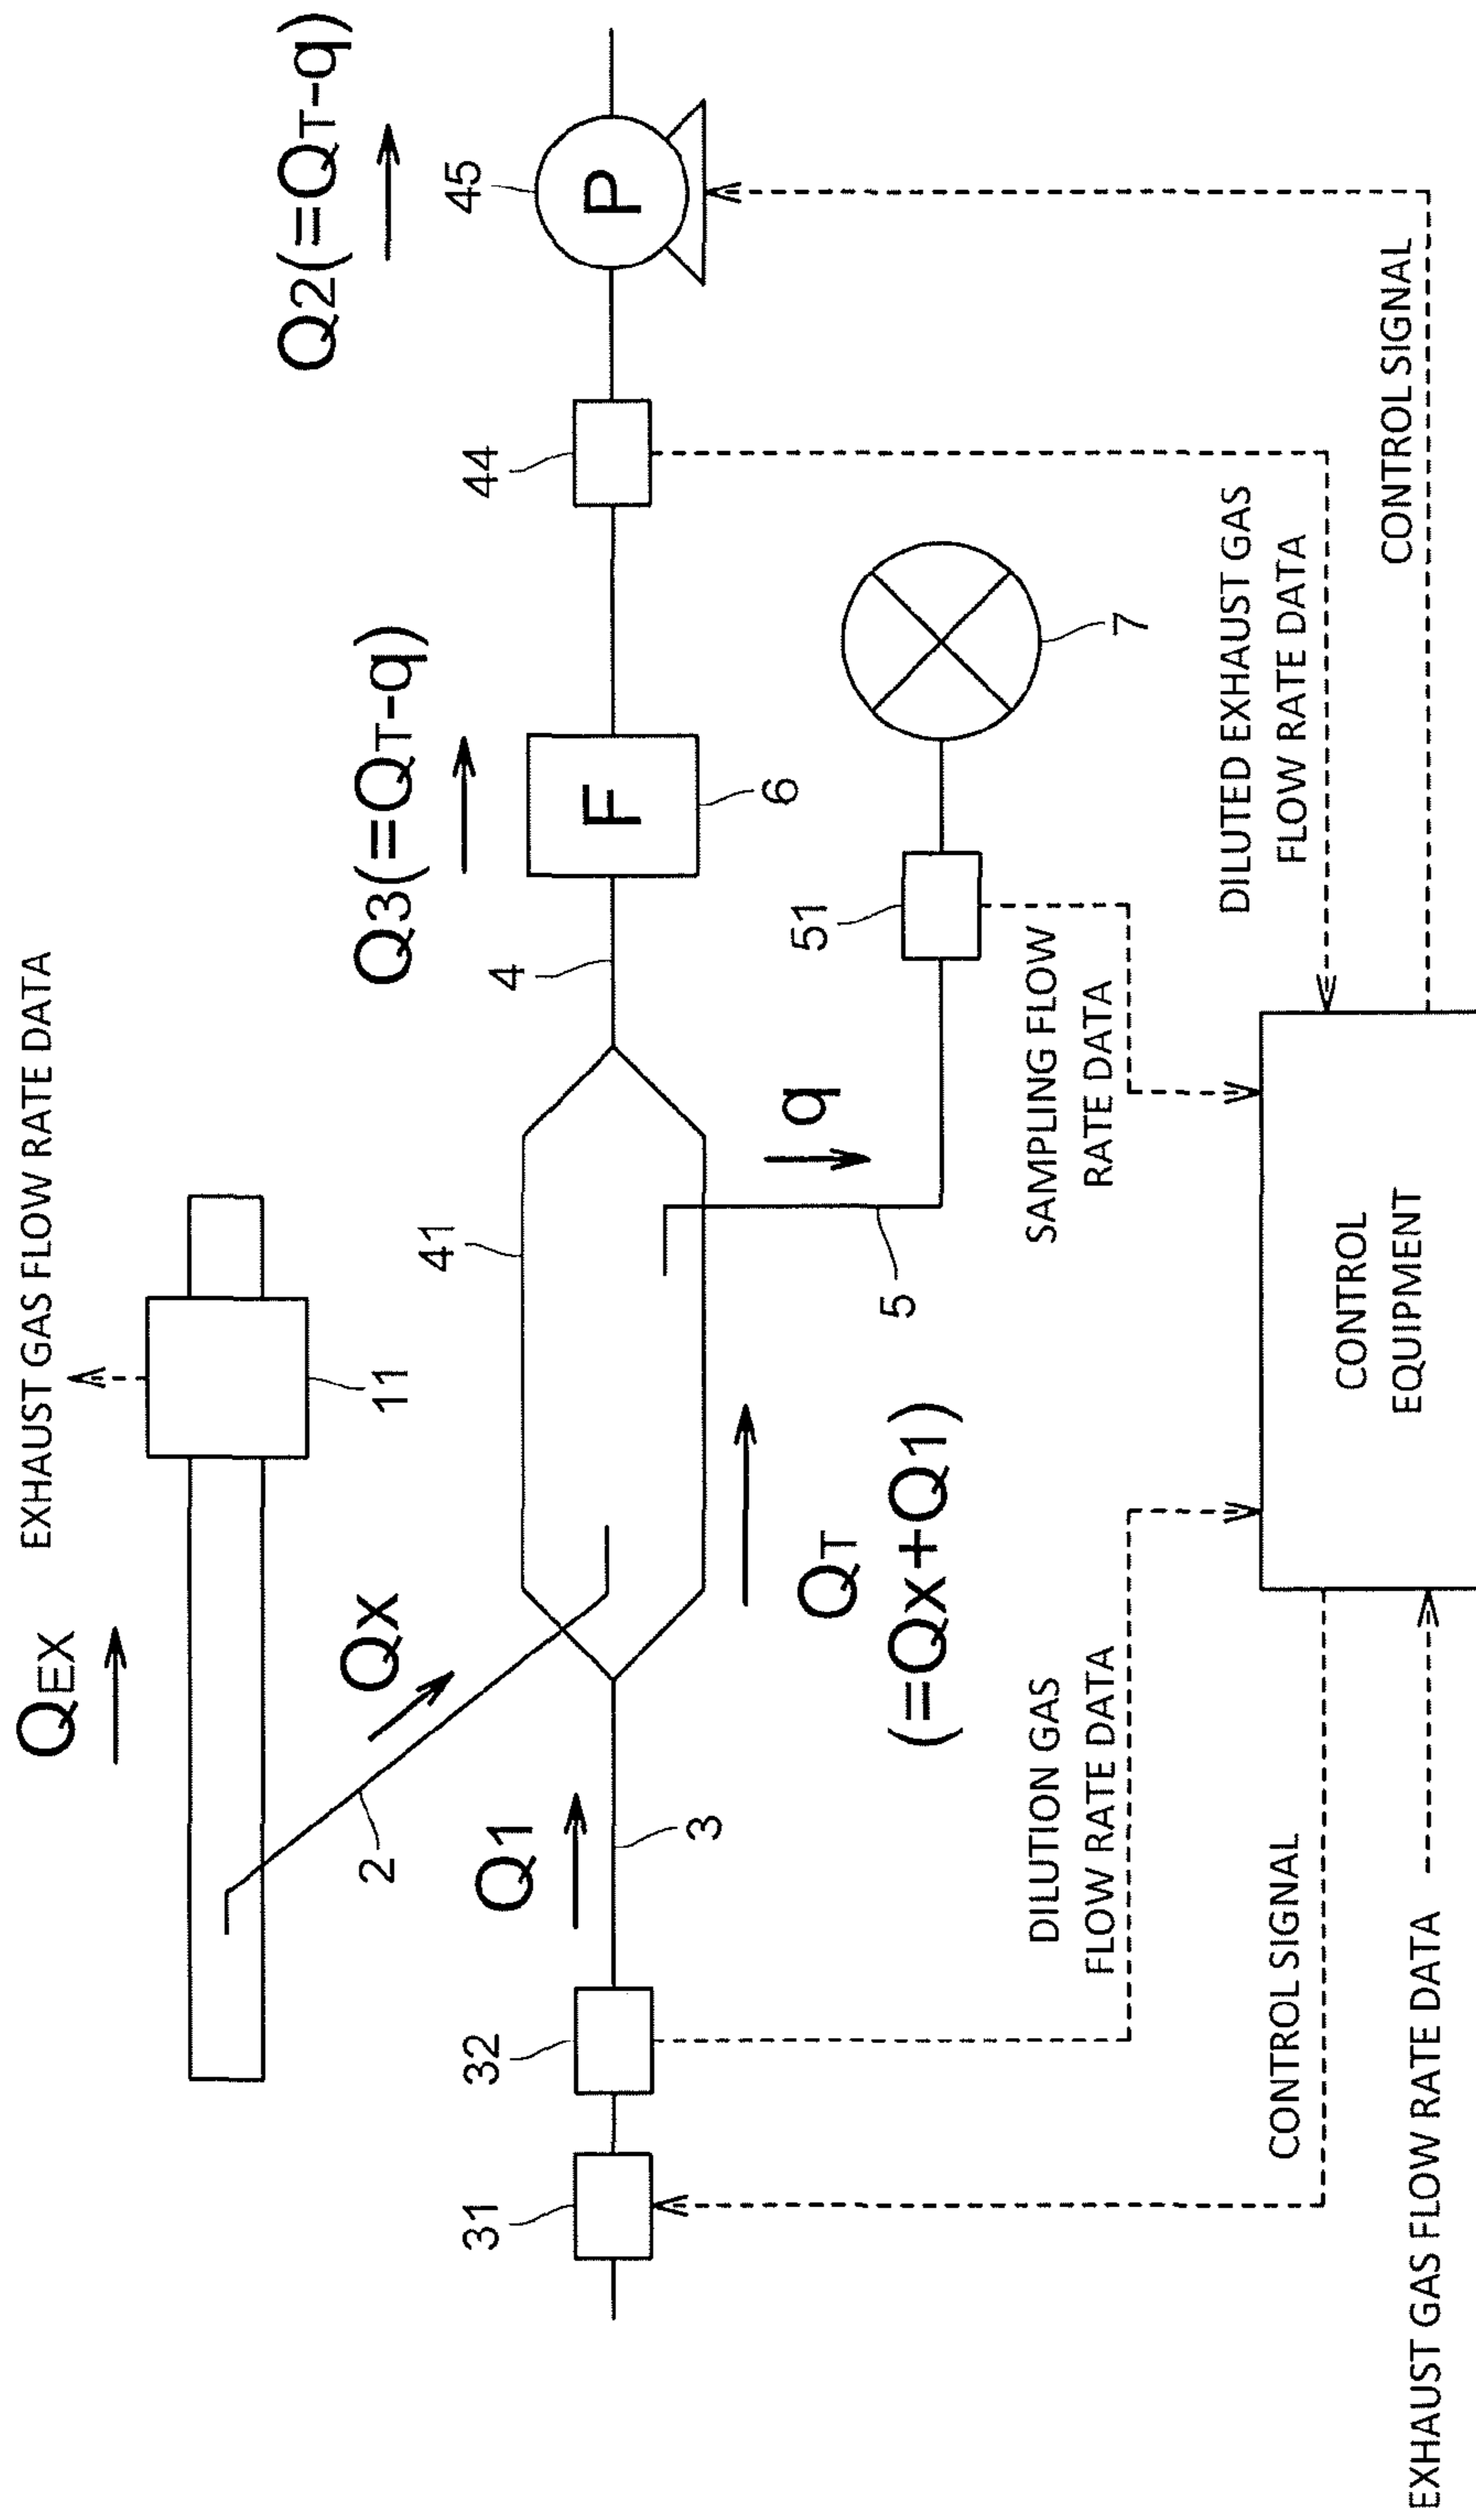 EXHAUST GAS FLOW RATE DATA
QEX
11
Qx
2
Q2(=QT-q)
Q3(=QT-q)
45
P
44
4
F
6
41
Q1
3
32
31
q
5
51
7
QT
(=Qx+Q1)
SAMPLING FLOW
RATE DATA
DILUTION GAS
FLOW RATE DATA
DILUTED EXHAUST GAS
FLOW RATE DATA
CONTROL SIGNAL
CONTROL SIGNAL
CONTROL
EQUIPMENT
EXHAUST GAS FLOW RATE DATA